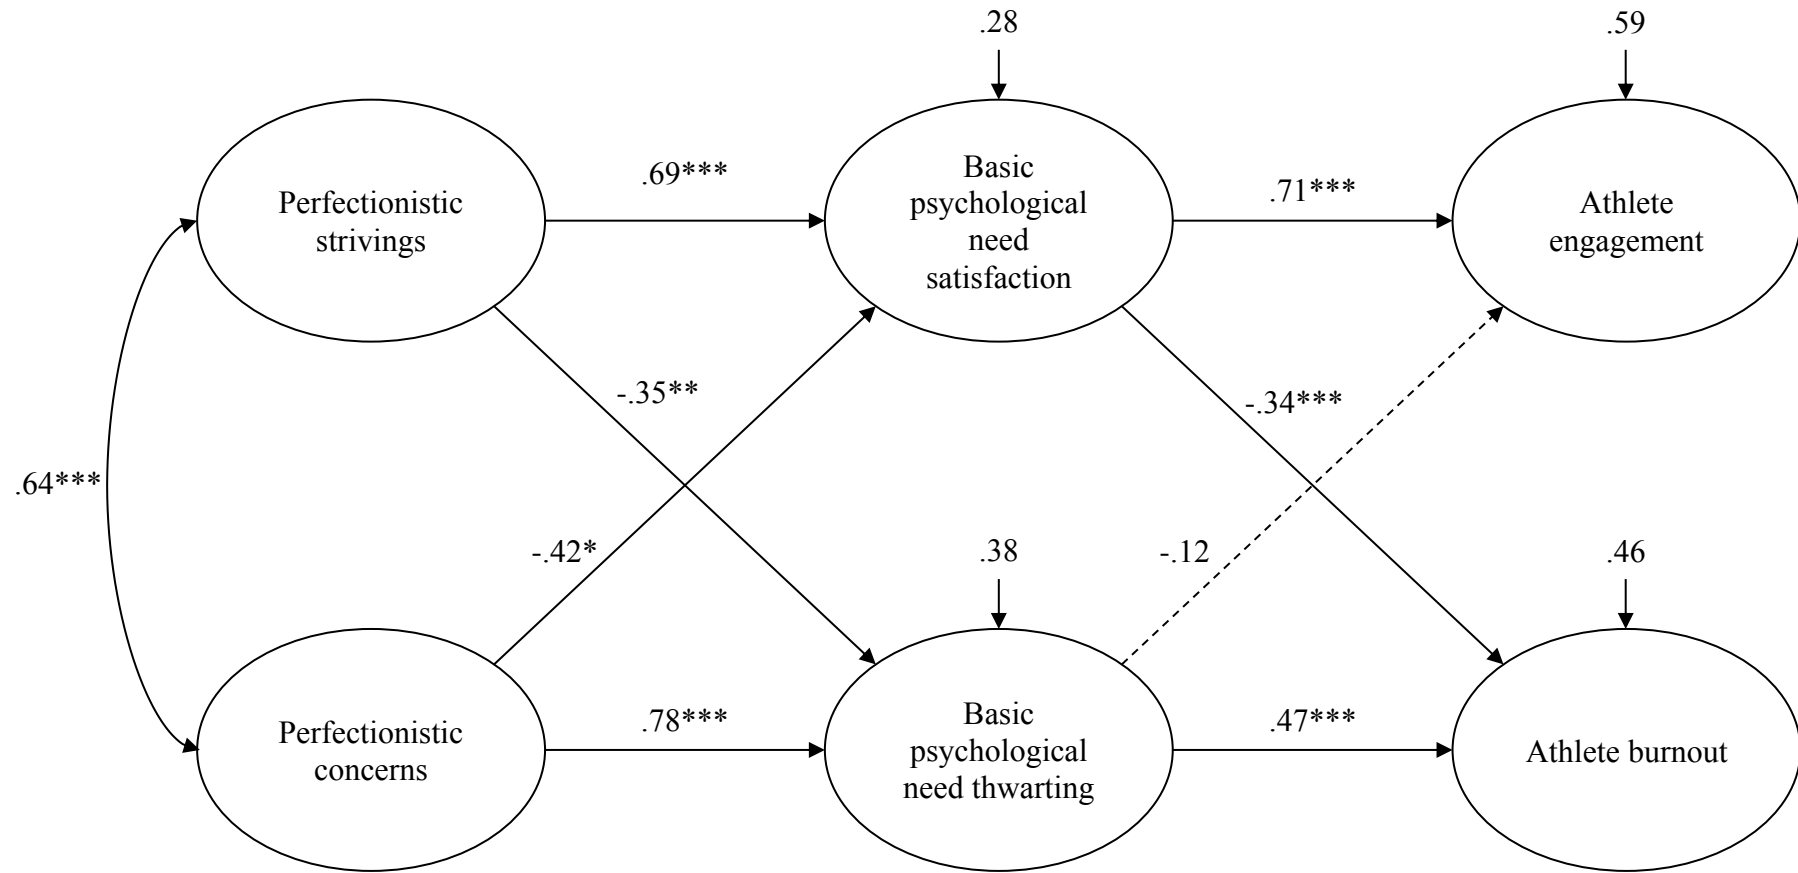 .28
.59
.69***
.71***
Perfectionistic
strivings
Basic
psychological
need
satisfaction
Athlete
engagement
-.35**
-.34***
.64***
-.42*
.38
-.12
.46
.78***
.47***
Perfectionistic
concerns
Basic
psychological
need thwarting
Athlete burnout